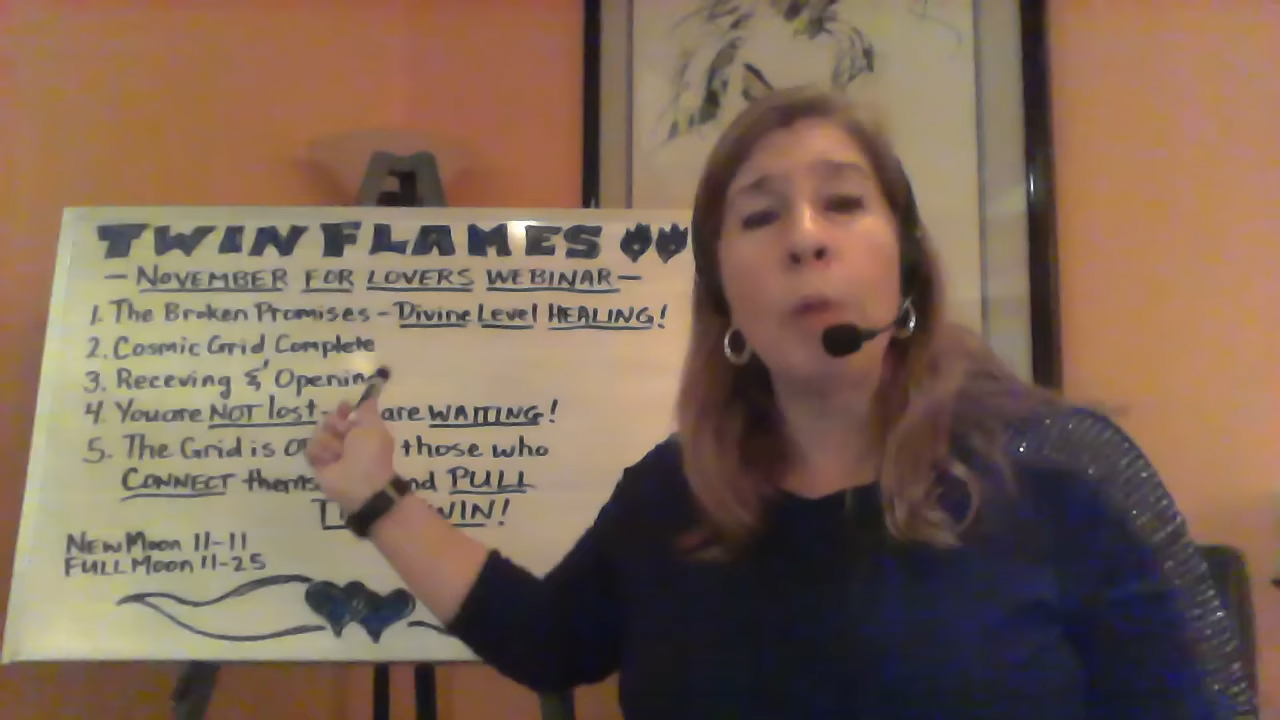 TWIN FLAMES
- NOVEMBER FOR LOVERS WEBINAR -
1. The Broken Promises - Divine Level HEALING!
2. Cosmic Grid Complete
3. Receving & Opening
4. You are NOT lost - are WAITING!
5. The Grid is those who
CONNECT and PULL
WIN!
NEW Moon 11-11
FULL Moon 11-25